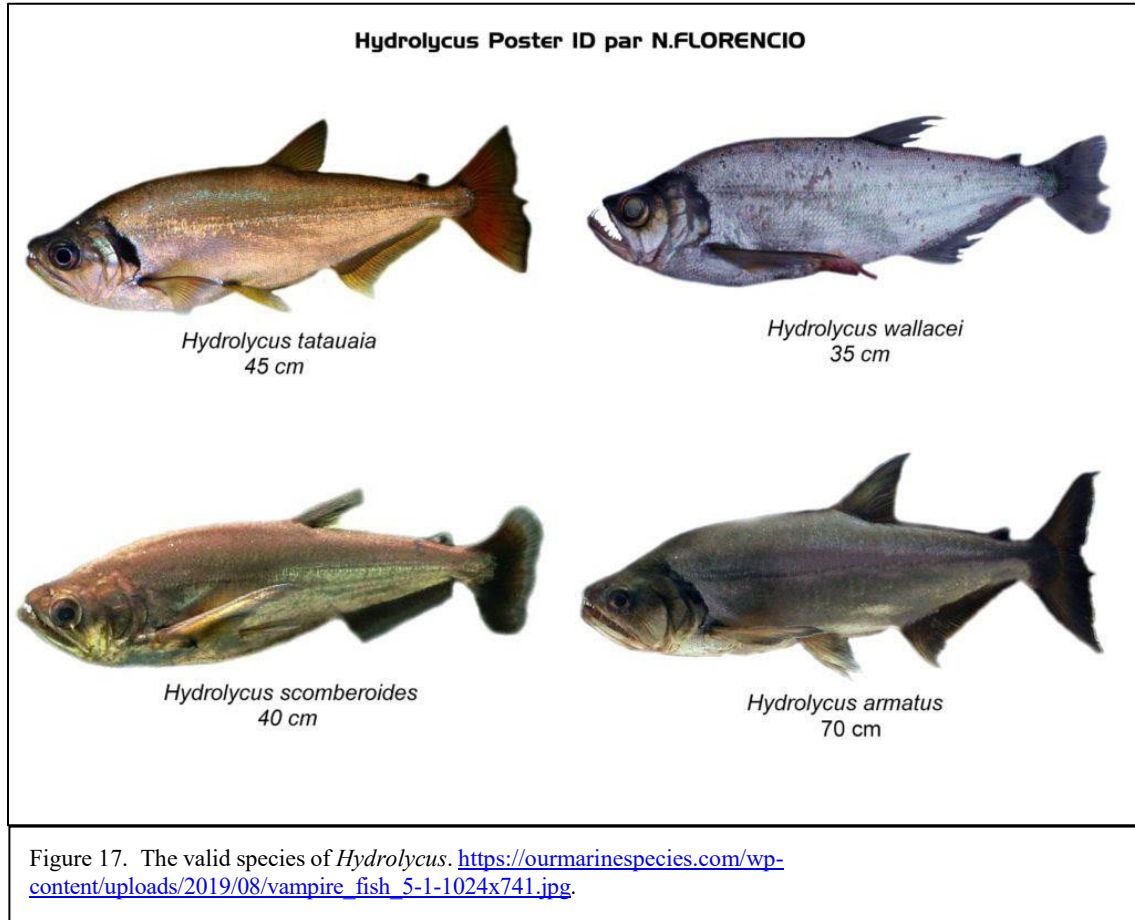 Hydrolycus Poster ID par N.FLORENCIO
Hydrolycus tatauaia
45 cm
Hydrolycus wallacei
35 cm
Hydrolycus scomberoides
40 cm
Hydrolycus armatus
70 cm
Figure 17. The valid species of Hydrolycus. https://ourmarinespecies.com/wp-
content/uploads/2019/08/vampire_fish_5-1-1024x741.jpg.